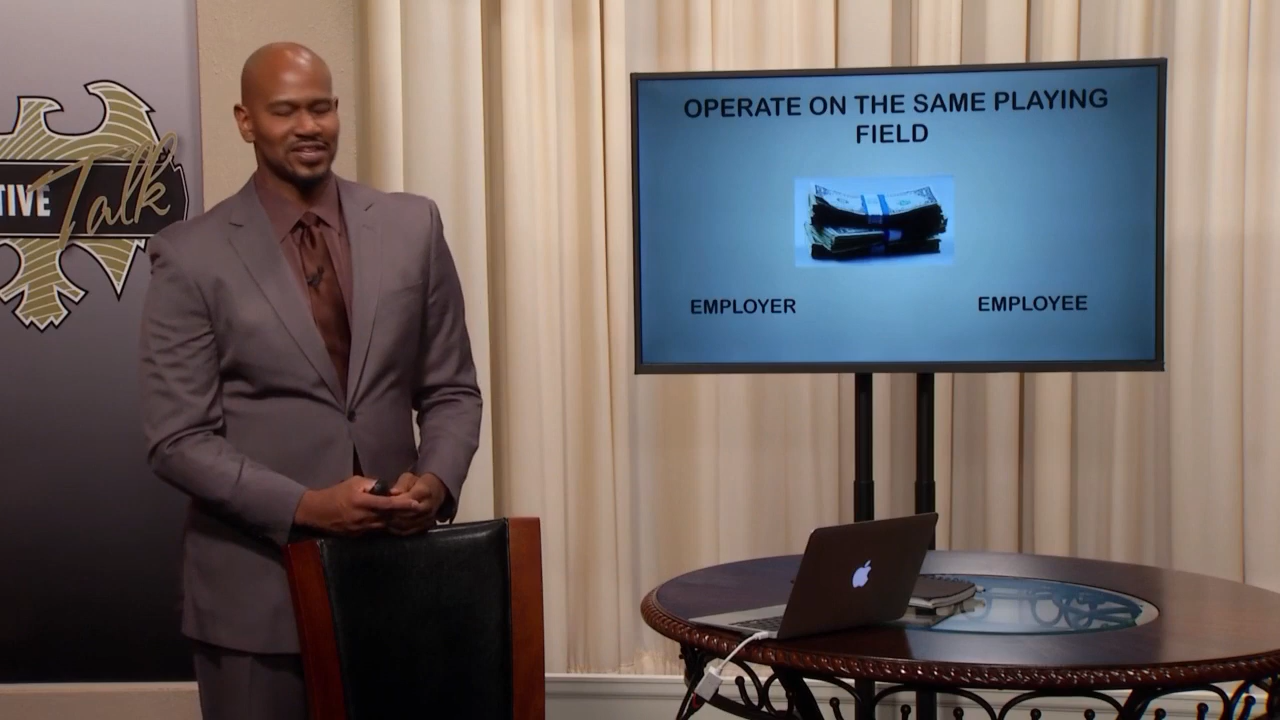 TIVE Talk
OPERATE ON THE SAME PLAYING
FIELD
EMPLOYER
EMPLOYEE